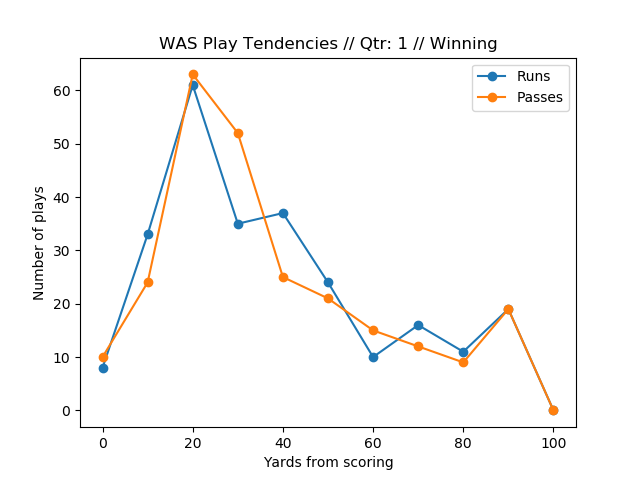 WAS Play Tendencies // Qtr: 1 // Winning
Runs
Passes
Number of plays
60
50
40
30
20
10
0
0 20 40 60 80 100
Yards from scoring